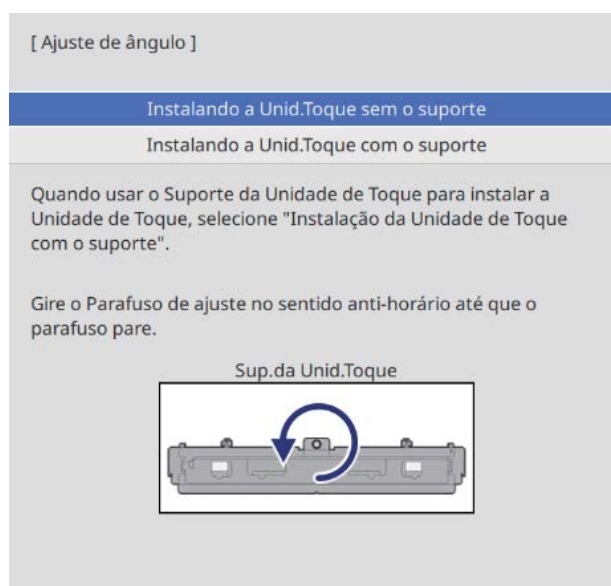 [ Ajuste de ângulo ]
Instalando a Unid.Toque sem o suporte
Instalando a Unid.Toque com o suporte
Quando usar o Suporte da Unidade de Toque para instalar a
Unidade de Toque, selecione "Instalação da Unidade de Toque
com o suporte".
Gire o Parafuso de ajuste no sentido anti-horário até que o
parafuso pare.
Sup.da Unid.Toque